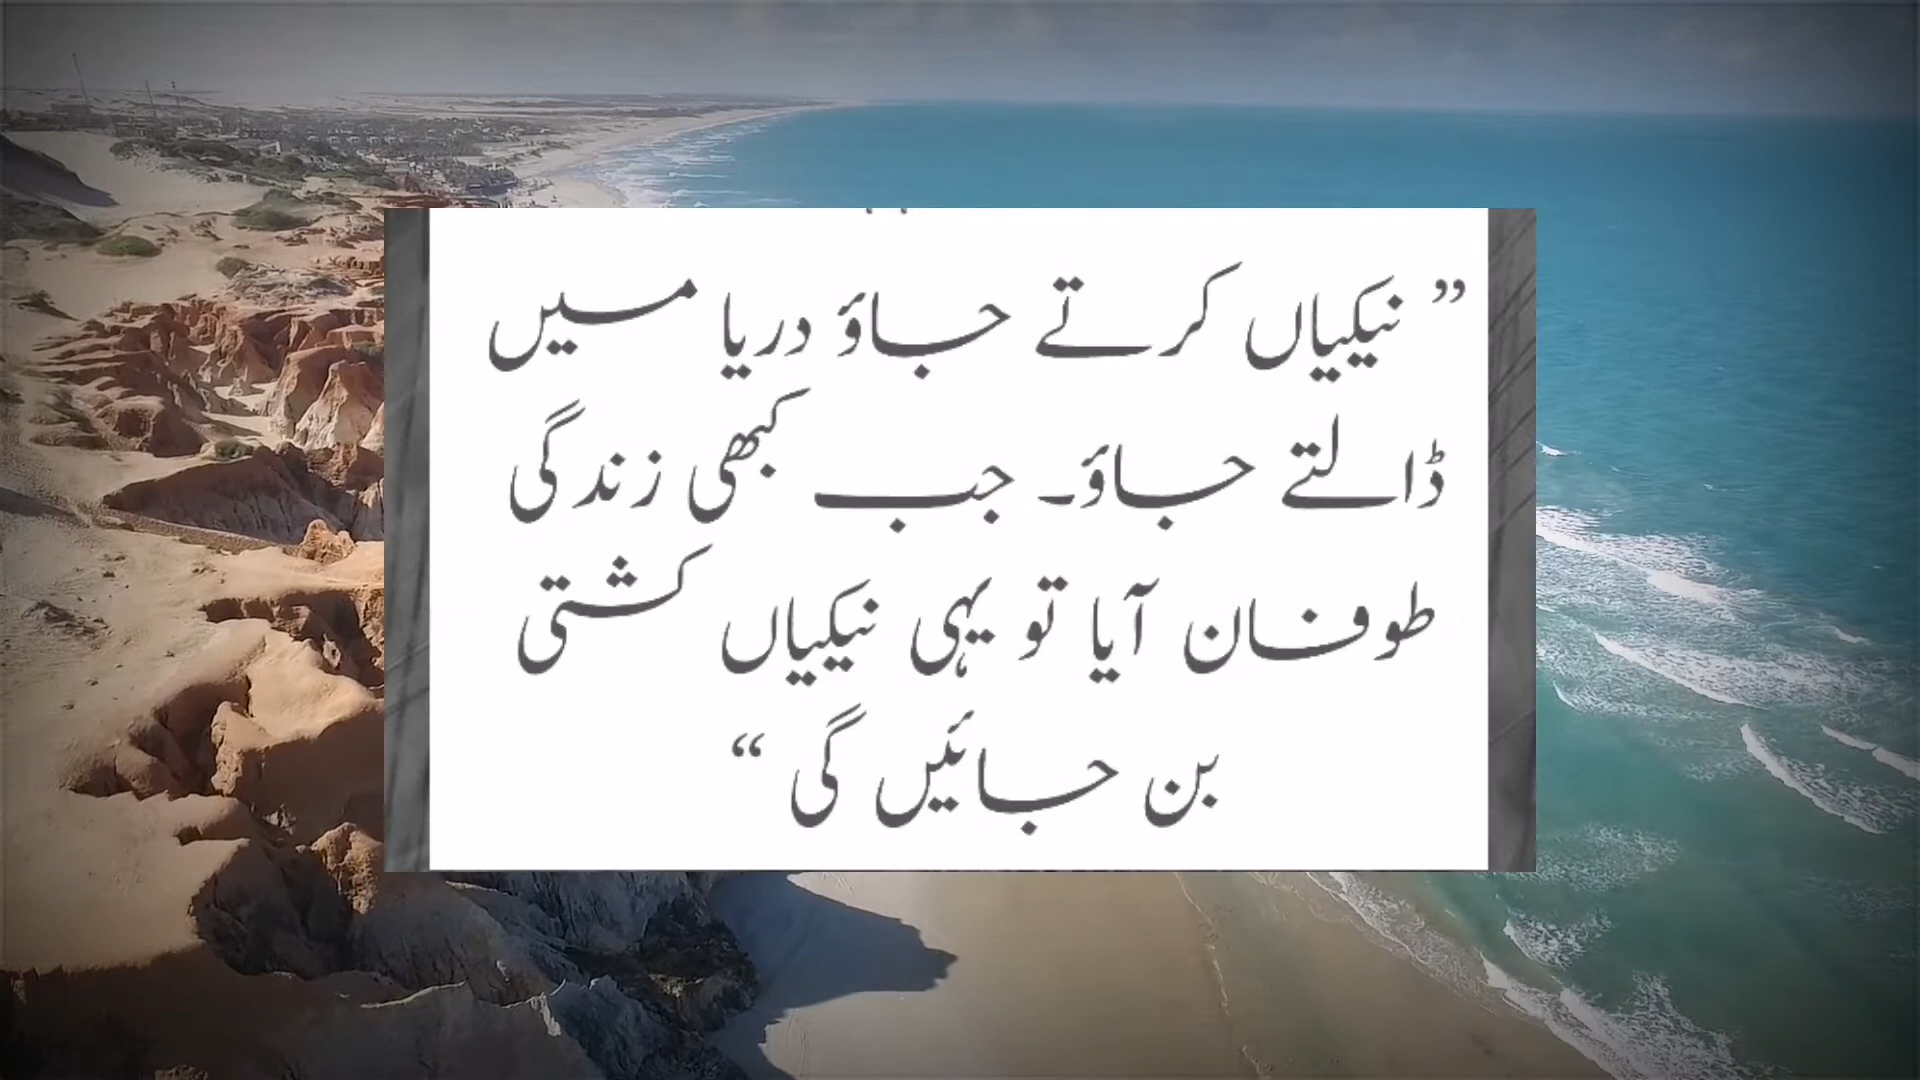 ” نیکیاں کرتے جاؤ دریا میں
ڈالتے جاؤ۔ جب کبھی زندگی
طوفان آیا تو یہی نیکیاں کشتی
بن جائیں گی “